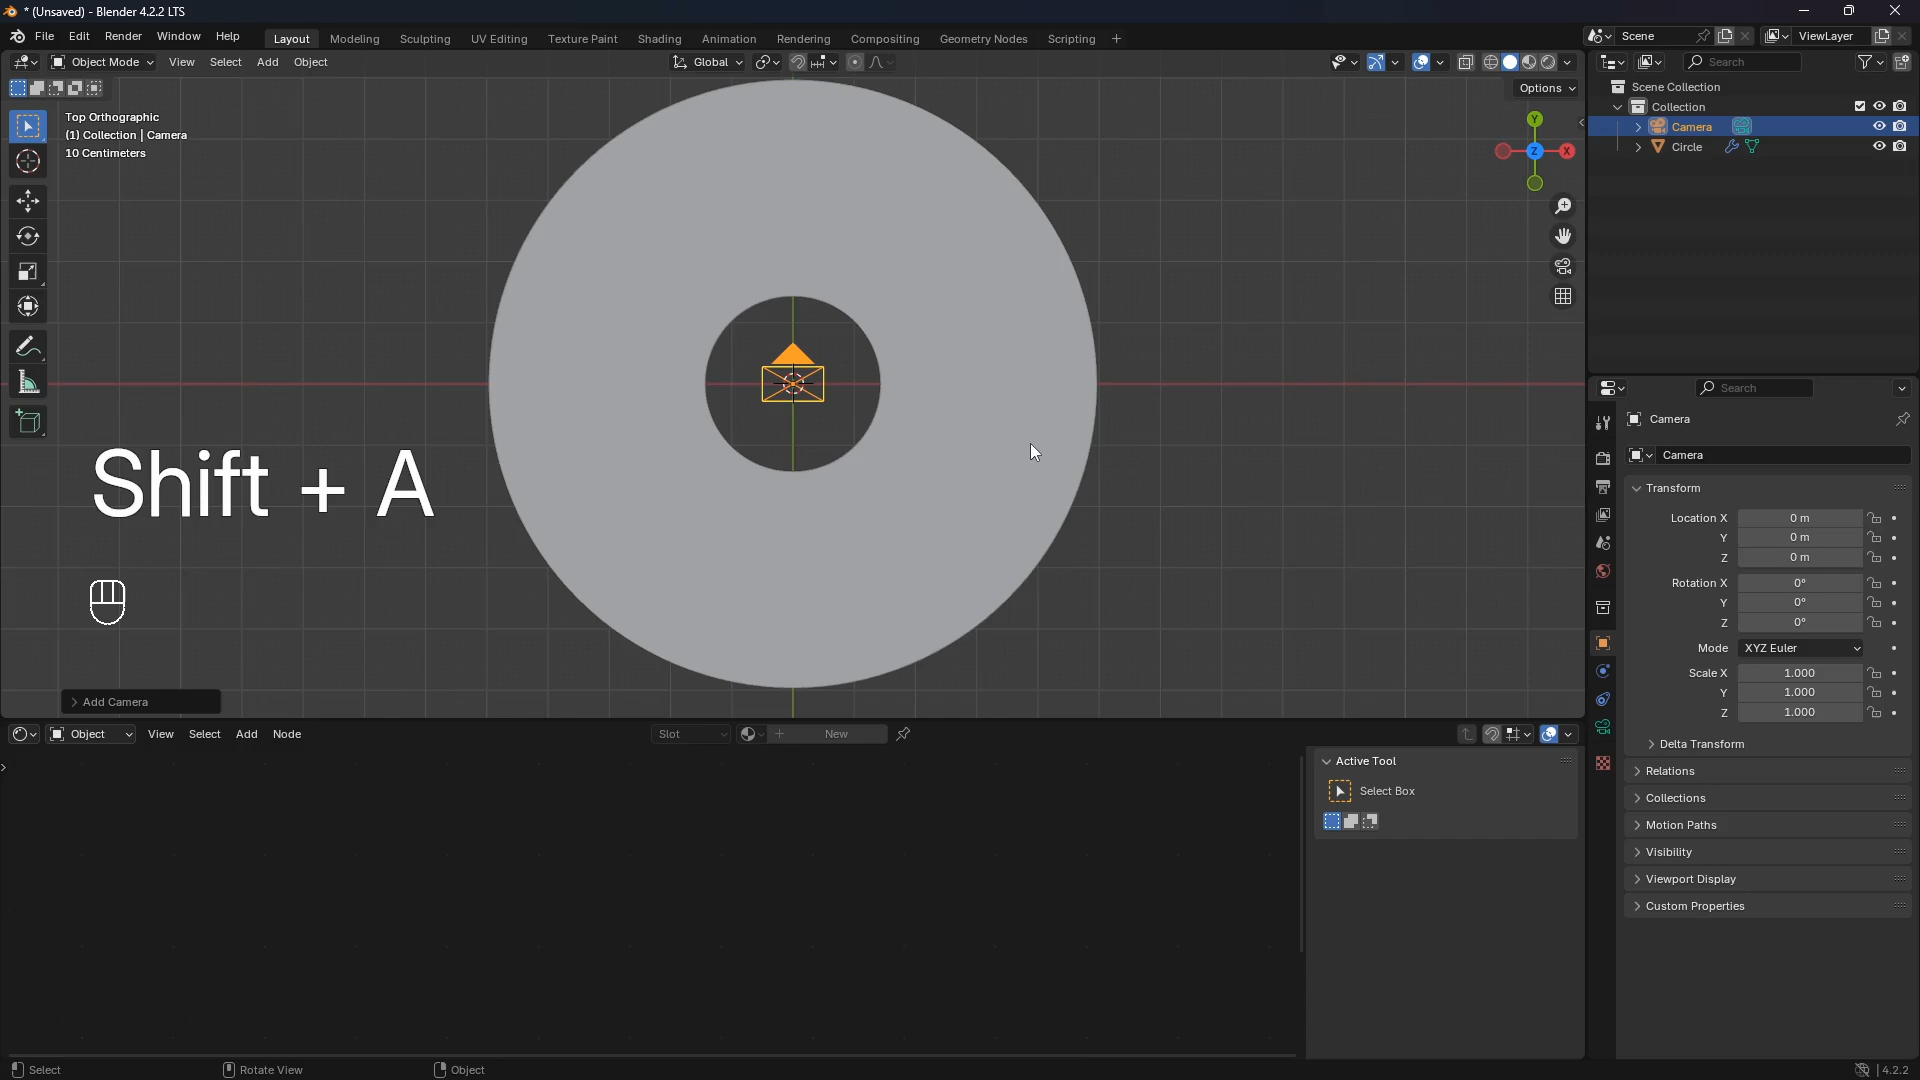 * (Unsaved) - Blender 4.2.2 LTS
File Edit Render Window Help Layout Modeling Sculpting UV Editing Texture Paint Shading Animation Rendering Compositing Geometry Nodes Scripting + Scene ViewLayer
Object Mode View Select Add Object Global Search
Options
Top Orthographic
(1) Collection | Camera
10 Centimeters
Y
Z
X
Shift + A
Add Camera
Scene Collection
Collection
Camera
Circle
Search
Camera
Camera
Transform
Location X 0 m
Y 0 m
Z 0 m
Rotation X 0°
Y 0°
Z 0°
Mode XYZ Euler
Scale X 1.000
Y 1.000
Z 1.000
Delta Transform
Relations
Collections
Motion Paths
Visibility
Viewport Display
Custom Properties
Object View Select Add Node Slot New
Active Tool
Select Box
Select Rotate View Object 4.2.2